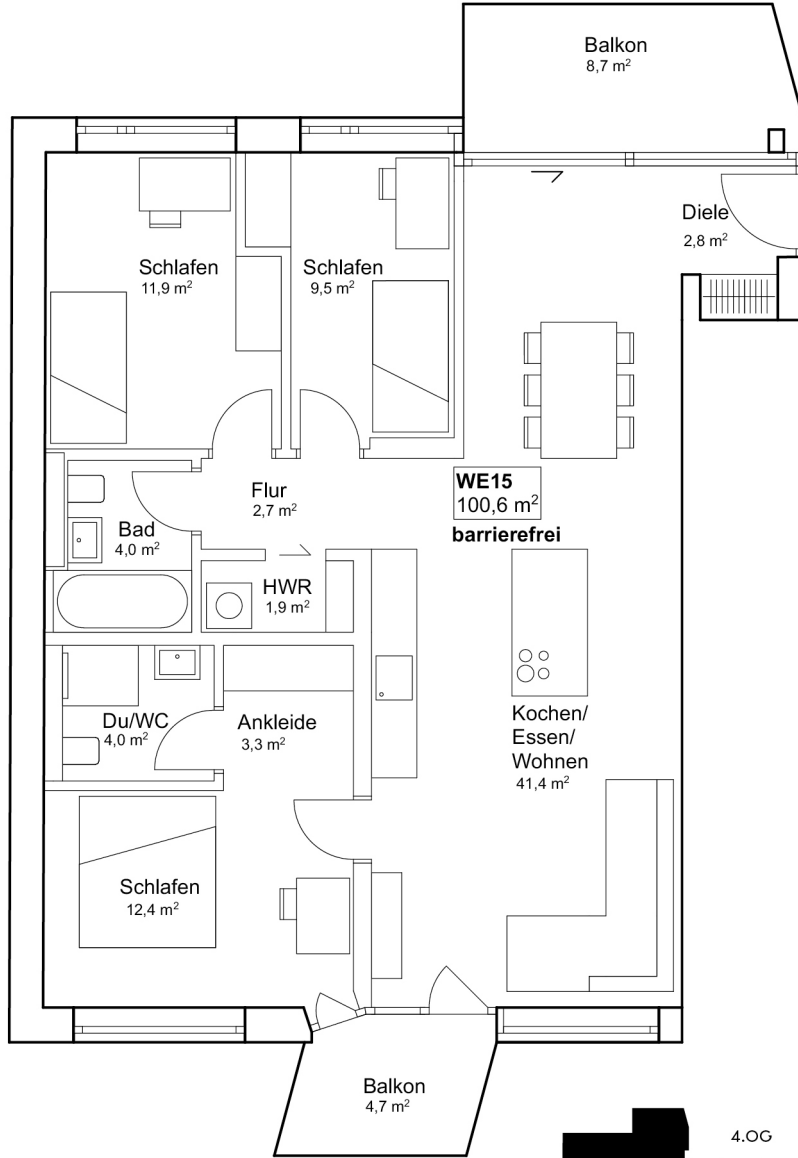 Balkon
8,7 m²
Diele
2,8 m²
Schlafen
11,9 m²
Schlafen
9,5 m²
WE15
100,6 m²
barrierefrei
Flur
2,7 m²
Bad
4,0 m²
HWR
1,9 m²
Du/WC
4,0 m²
Ankleide
3,3 m²
Kochen/
Essen/
Wohnen
41,4 m²
Schlafen
12,4 m²
Balkon
4,7 m²
4.OG